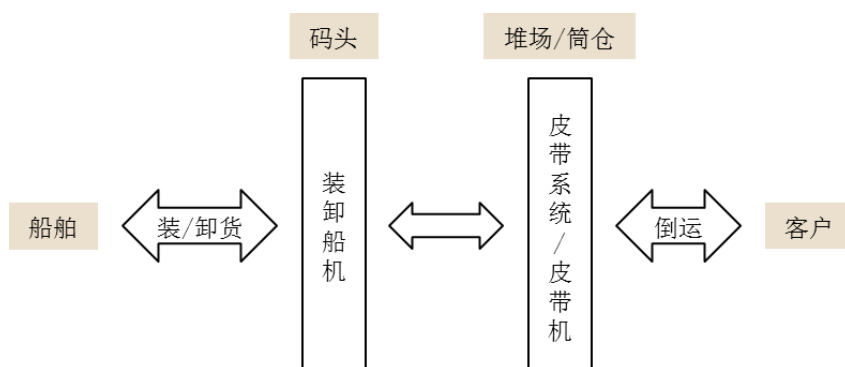 码头
堆场/筒仓
船舶
装/卸货
装卸船机
皮带系统/皮带机
倒运
客户